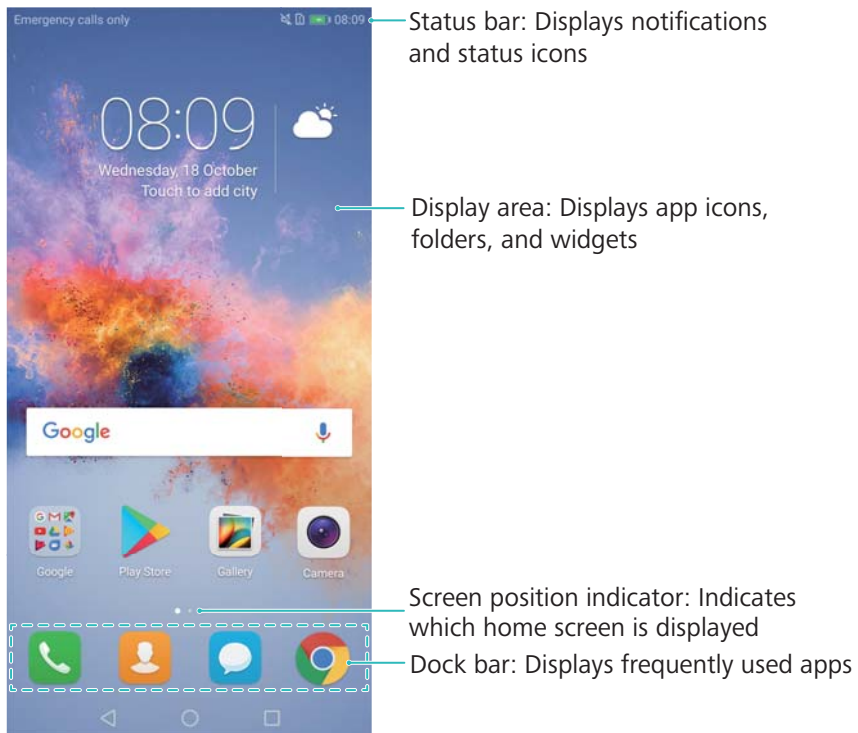 Emergency calls only 08:09
Status bar: Displays notifications
and status icons
08:09
Wednesday, 18 October
Touch to add city
Display area: Displays app icons,
folders, and widgets
Google
Google
Play Store
Gallery
Camera
Screen position indicator: Indicates
which home screen is displayed
Dock bar: Displays frequently used apps